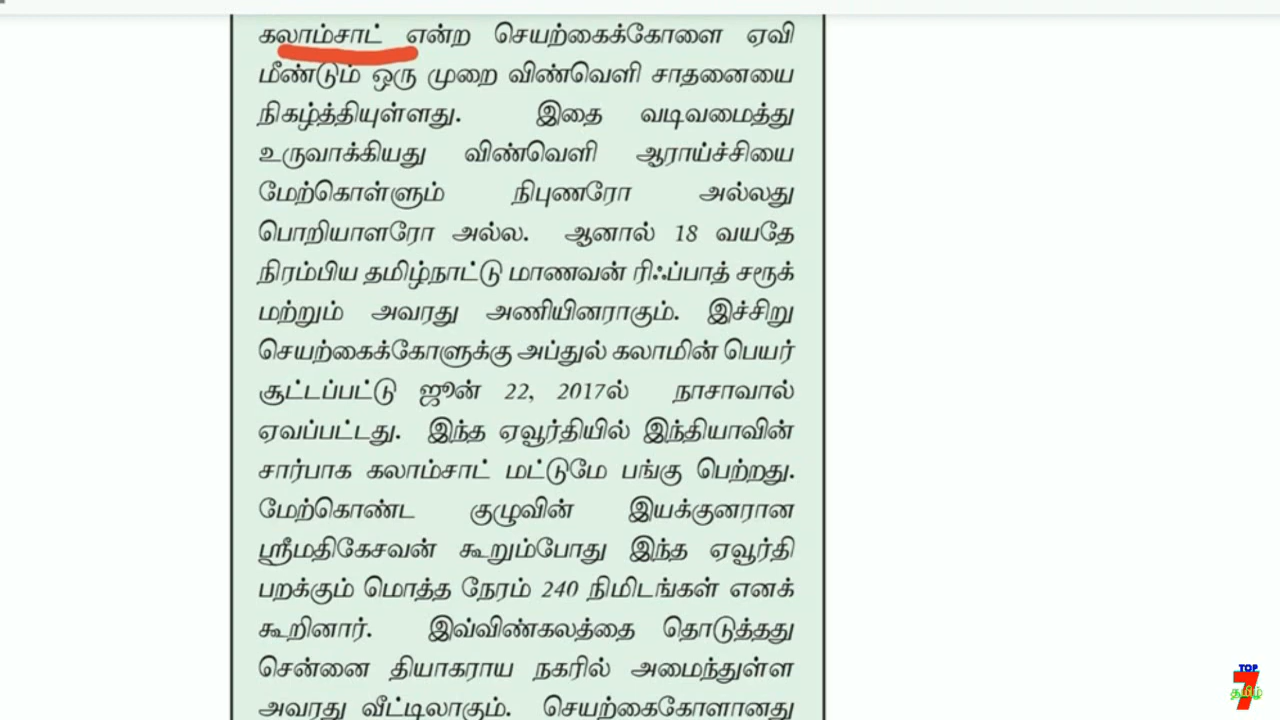 கலாம்சாட் என்ற செயற்கைக்கோளை ஏவி
மீண்டும் ஒரு முறை விண்வெளி சாதனையை
நிகழ்த்தியுள்ளது. இதை வடிவமைத்து
உருவாக்கியது விண்வெளி ஆராய்ச்சியை
மேற்கொள்ளும் நிபுணரோ அல்லது
பொறியாளரோ அல்ல. ஆனால் 18 வயதே
நிரம்பிய தமிழ்நாட்டு மாணவன் ரிஃப்பாத் சரூக்
மற்றும் அவரது அணியினராகும். இச்சிறு
செயற்கைக்கோளுக்கு அப்துல் கலாமின் பெயர்
சூட்டப்பட்டு ஜூன் 22, 2017ல் நாசாவால்
ஏவப்பட்டது. இந்த ஏவூர்தியில் இந்தியாவின்
சார்பாக கலாம்சாட் மட்டுமே பங்கு பெற்றது.
மேற்கொண்ட குழுவின் இயக்குனரான
ஸ்ரீமதிகேசவன் கூறும்போது இந்த ஏவூர்தி
பறக்கும் மொத்த நேரம் 240 நிமிடங்கள் எனக்
கூறினார். இவ்விண்கலத்தை தொடுத்தது
சென்னை தியாகராய நகரில் அமைந்துள்ள
அவரது வீட்டிலாகும். செயற்கைகோளானது
TOP
7
தமிழ்